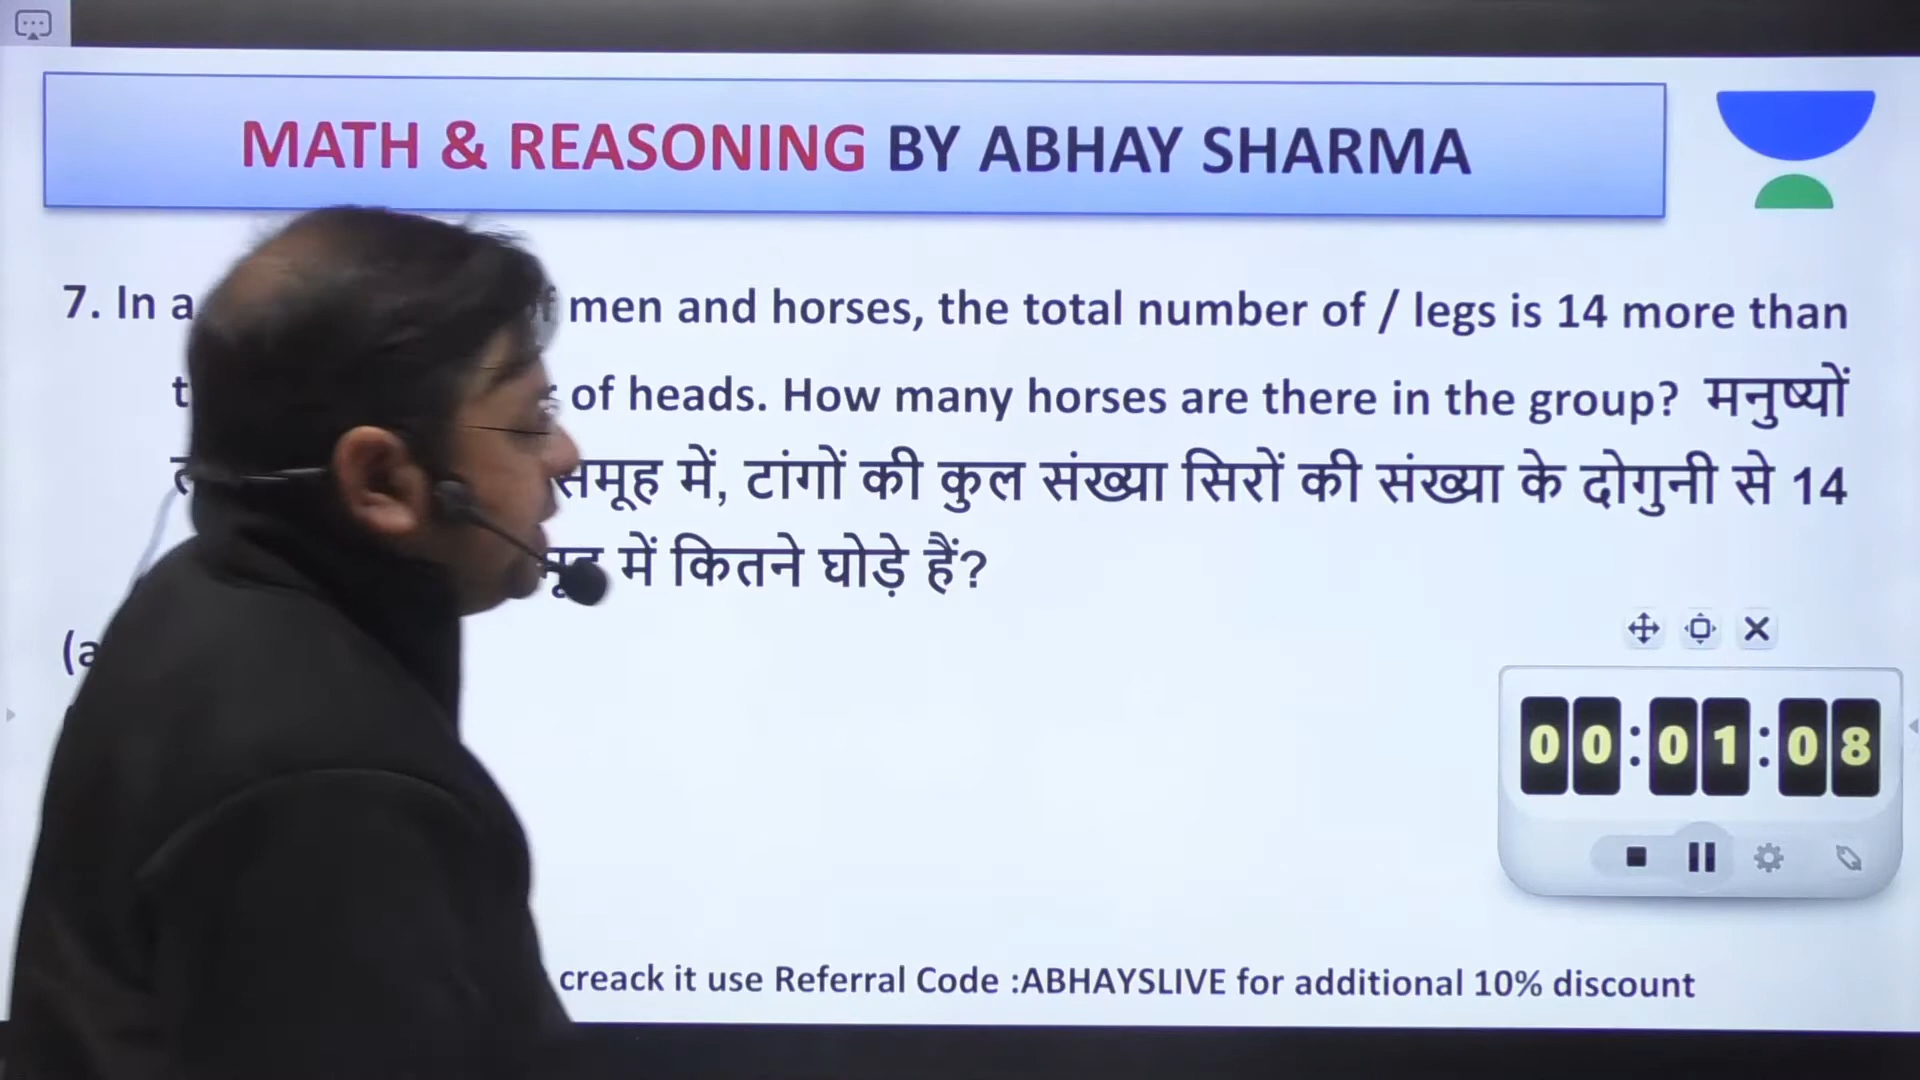 MATH & REASONING BY ABHAY SHARMA
7. In a men and horses, the total number of / legs is 14 more than
of heads. How many horses are there in the group? मनुष्यों
समूह में, टांगों की कुल संख्या सिरों की संख्या के दोगुनी से 14
में कितने घोड़े हैं?
(a
00:01:08
creack it use Referral Code :ABHAYSLIVE for additional 10% discount